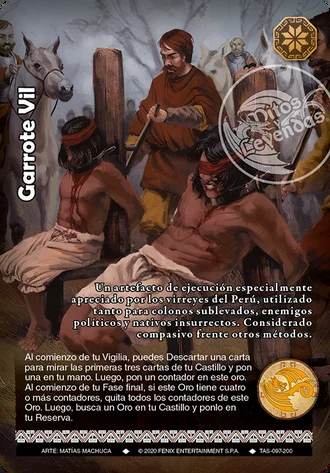 Garrote Vil
Mitos
y
Leyendas
Un artefacto de ejecución especialmente
apreciado por los virreyes del Perú, utilizado
tanto para colonos sublevados, enemigos
políticos y nativos insurrectos. Considerado
compasivo frente otros métodos.
Al comienzo de tu Vigilia, puedes Descartar una carta
para mirar las primeras tres cartas de tu Castillo y pon
una en tu mano. Luego, pon un contador en este oro.
Al comienzo de tu Fase final, si este Oro tiene cuatro
o más contadores, quita todos los contadores de este
Oro. Luego, busca un Oro en tu Castillo y ponlo en
tu Reserva.
ARTE: MATÍAS MACHUCA
© 2020 FENIX ENTERTAINMENT S.P.A.
TAS-097-200